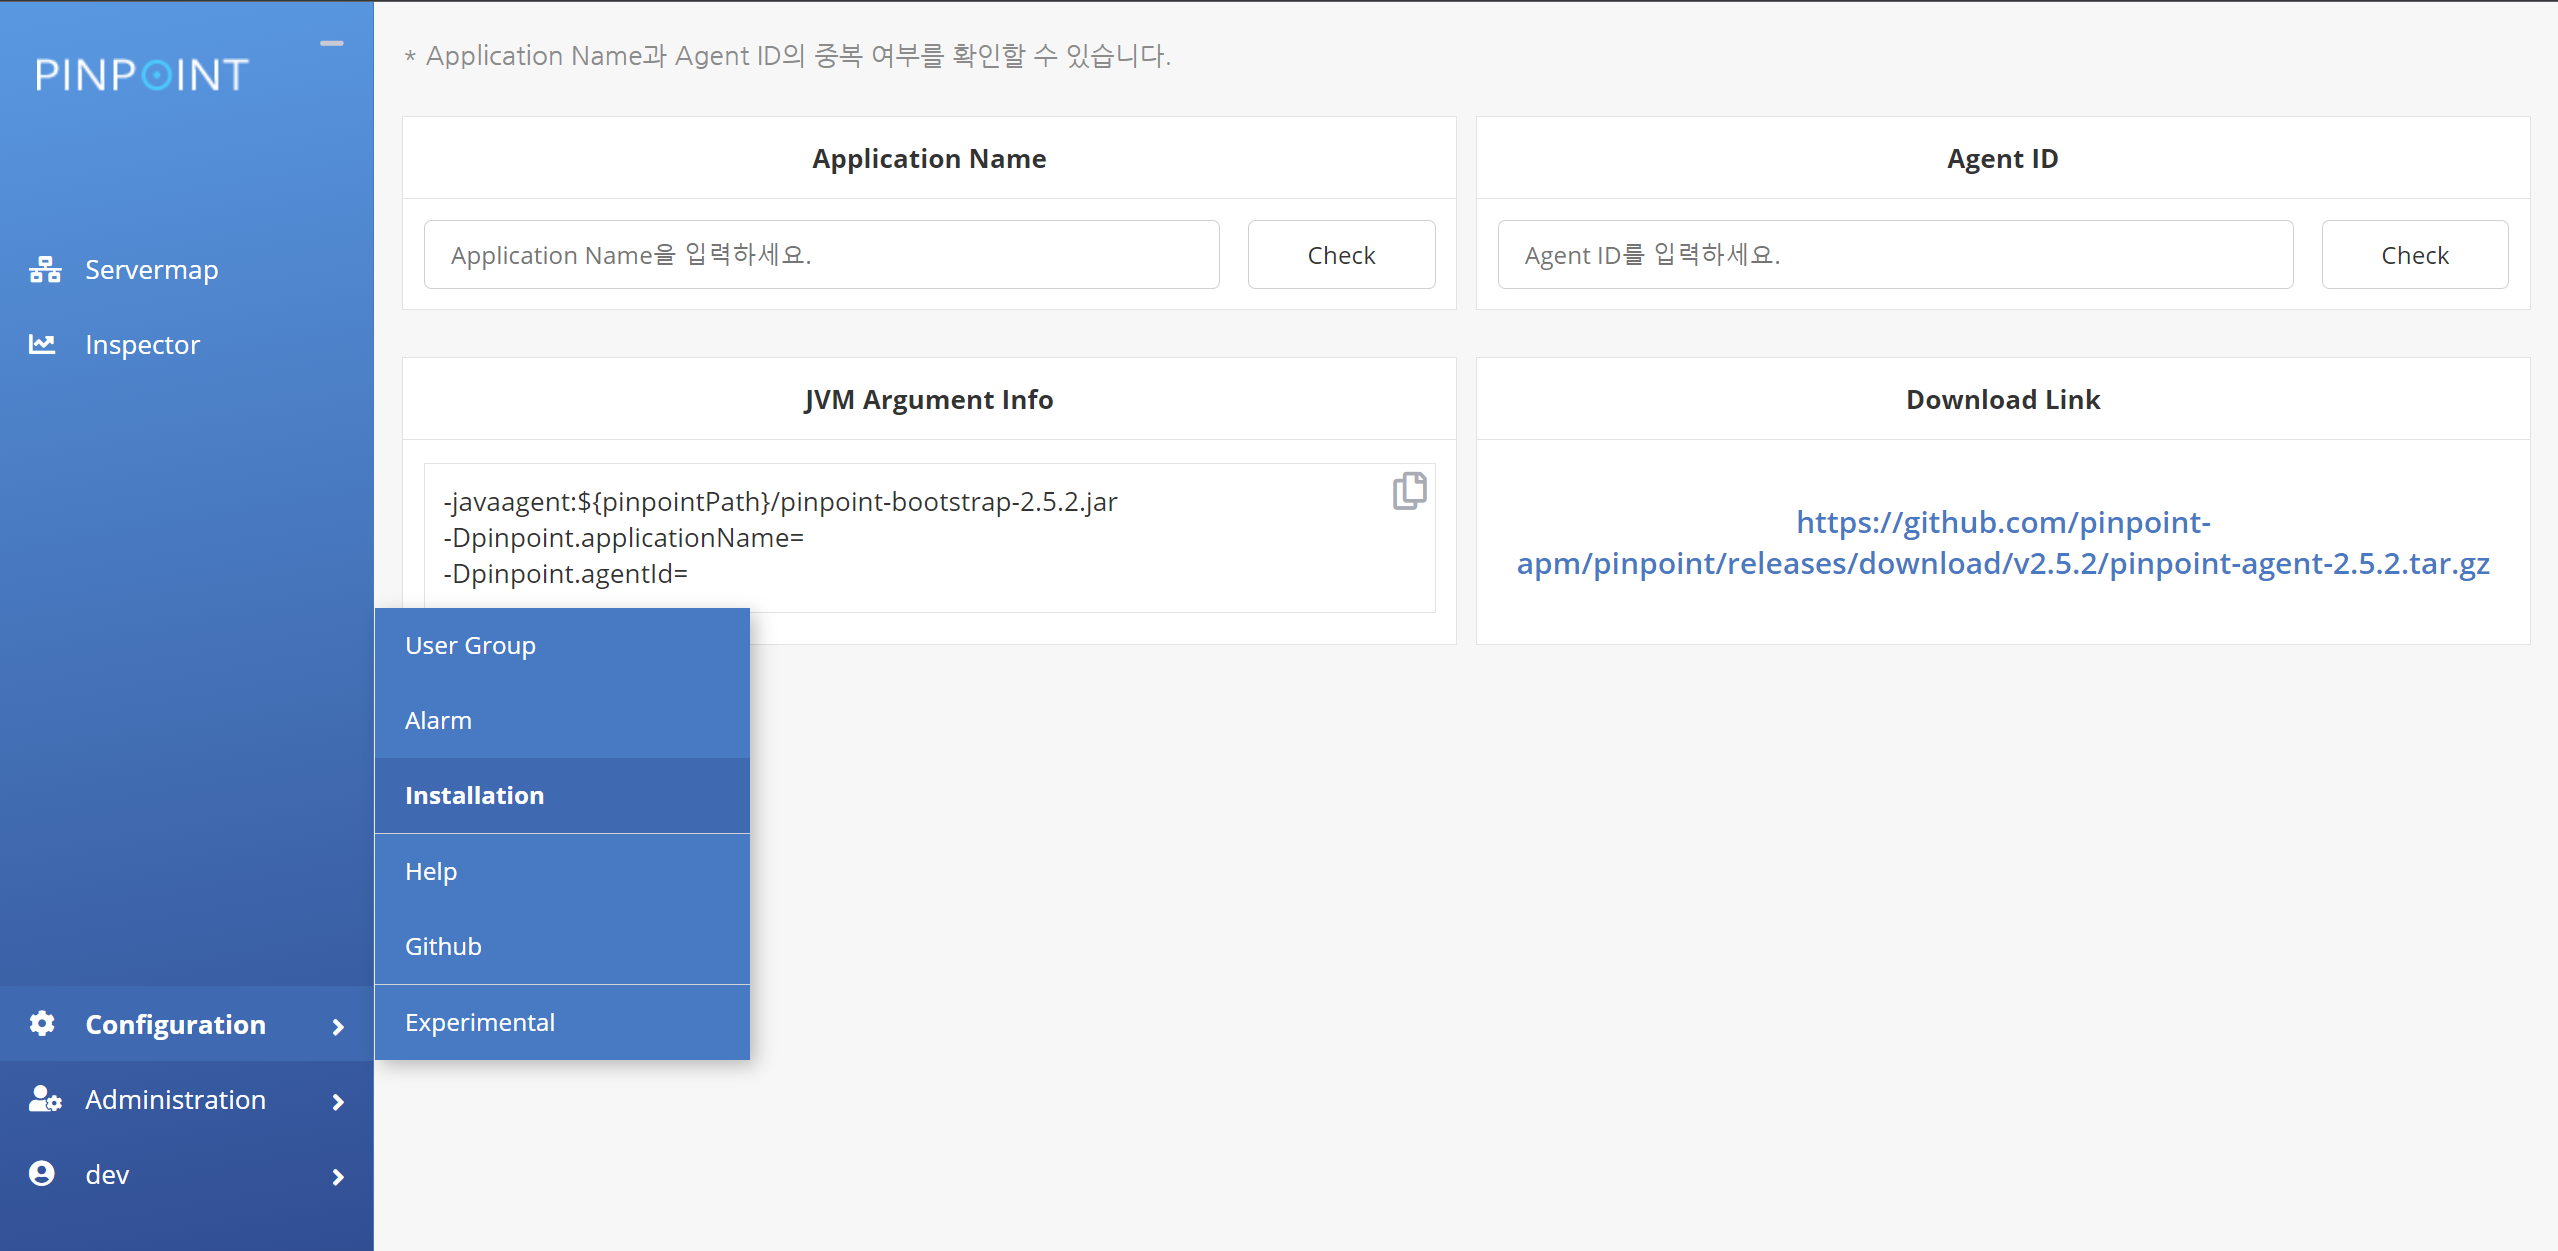 PINPOINT
Servermap
Inspector
Configuration
Administration
dev
User Group
Alarm
Installation
Help
Github
Experimental
* Application Name과 Agent ID의 중복 여부를 확인할 수 있습니다.
Application Name
Application Name을 입력하세요.
Check
Agent ID
Agent ID를 입력하세요.
Check
JVM Argument Info
-javaagent:${pinpointPath}/pinpoint-bootstrap-2.5.2.jar
-Dpinpoint.applicationName=
-Dpinpoint.agentId=
Download Link
https://github.com/pinpoint-
apm/pinpoint/releases/download/v2.5.2/pinpoint-agent-2.5.2.tar.gz